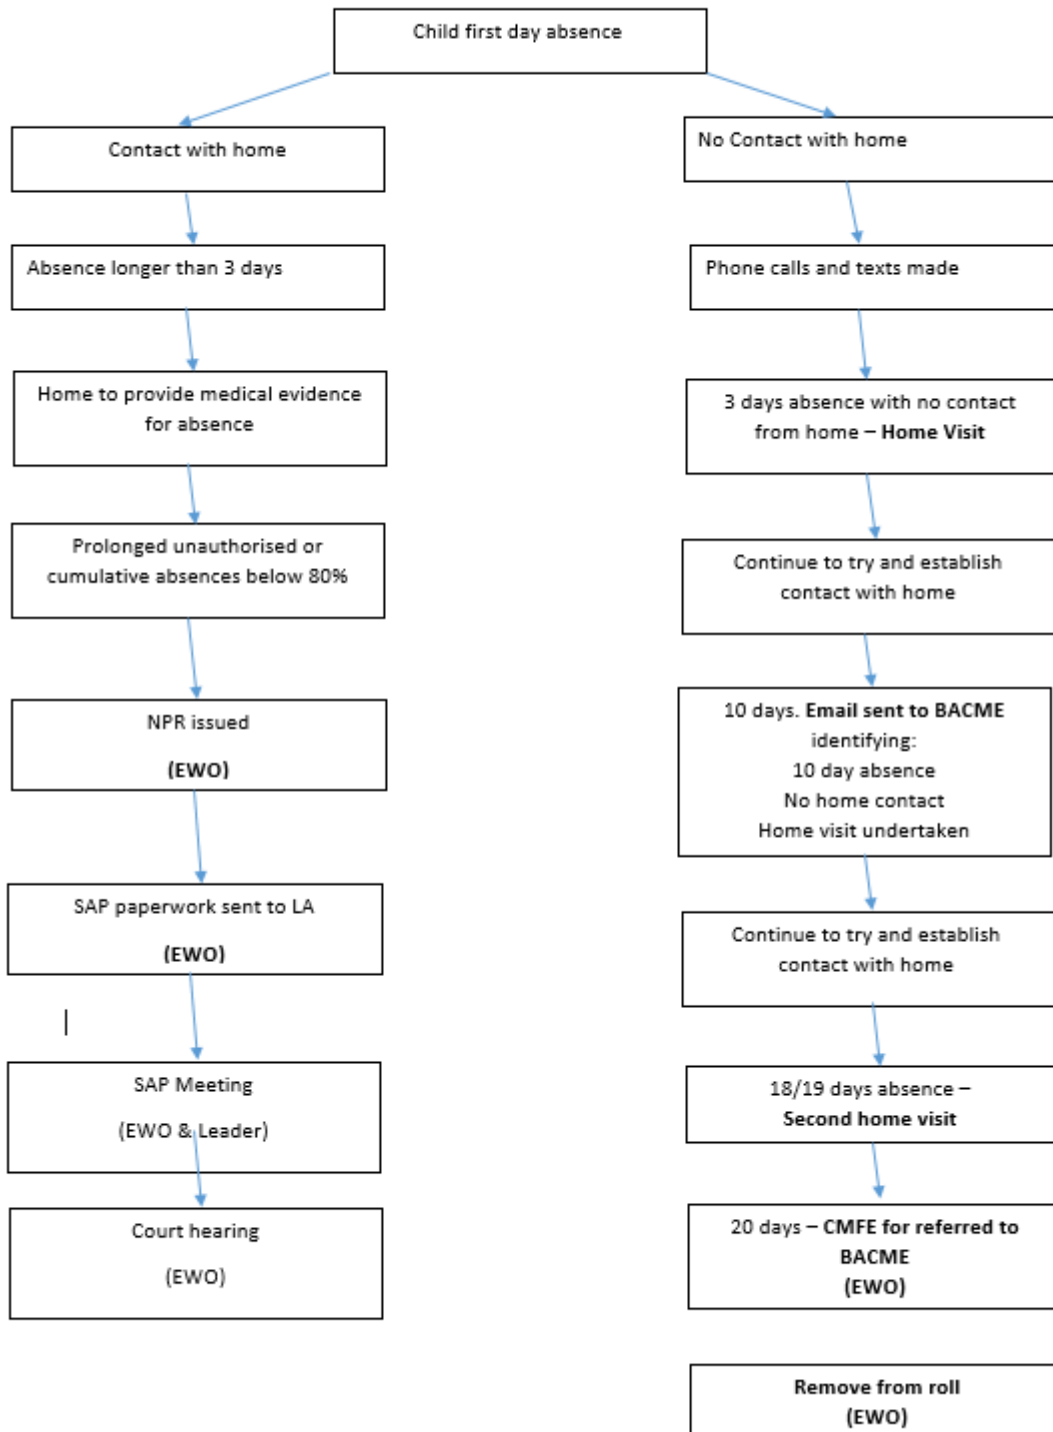 Child first day absence
Contact with home
Absence longer than 3 days
Home to provide medical evidence
for absence
Prolonged unauthorised or
cumulative absences below 80%
NPR issued
(EWO)
SAP paperwork sent to LA
(EWO)
SAP Meeting
(EWO & Leader)
Court hearing
(EWO)
No Contact with home
Phone calls and texts made
3 days absence with no contact
from home – Home Visit
Continue to try and establish
contact with home
10 days. Email sent to BACME
identifying:
10 day absence
No home contact
Home visit undertaken
Continue to try and establish
contact with home
18/19 days absence –
Second home visit
20 days – CMFE for referred to
BACME
(EWO)
Remove from roll
(EWO)